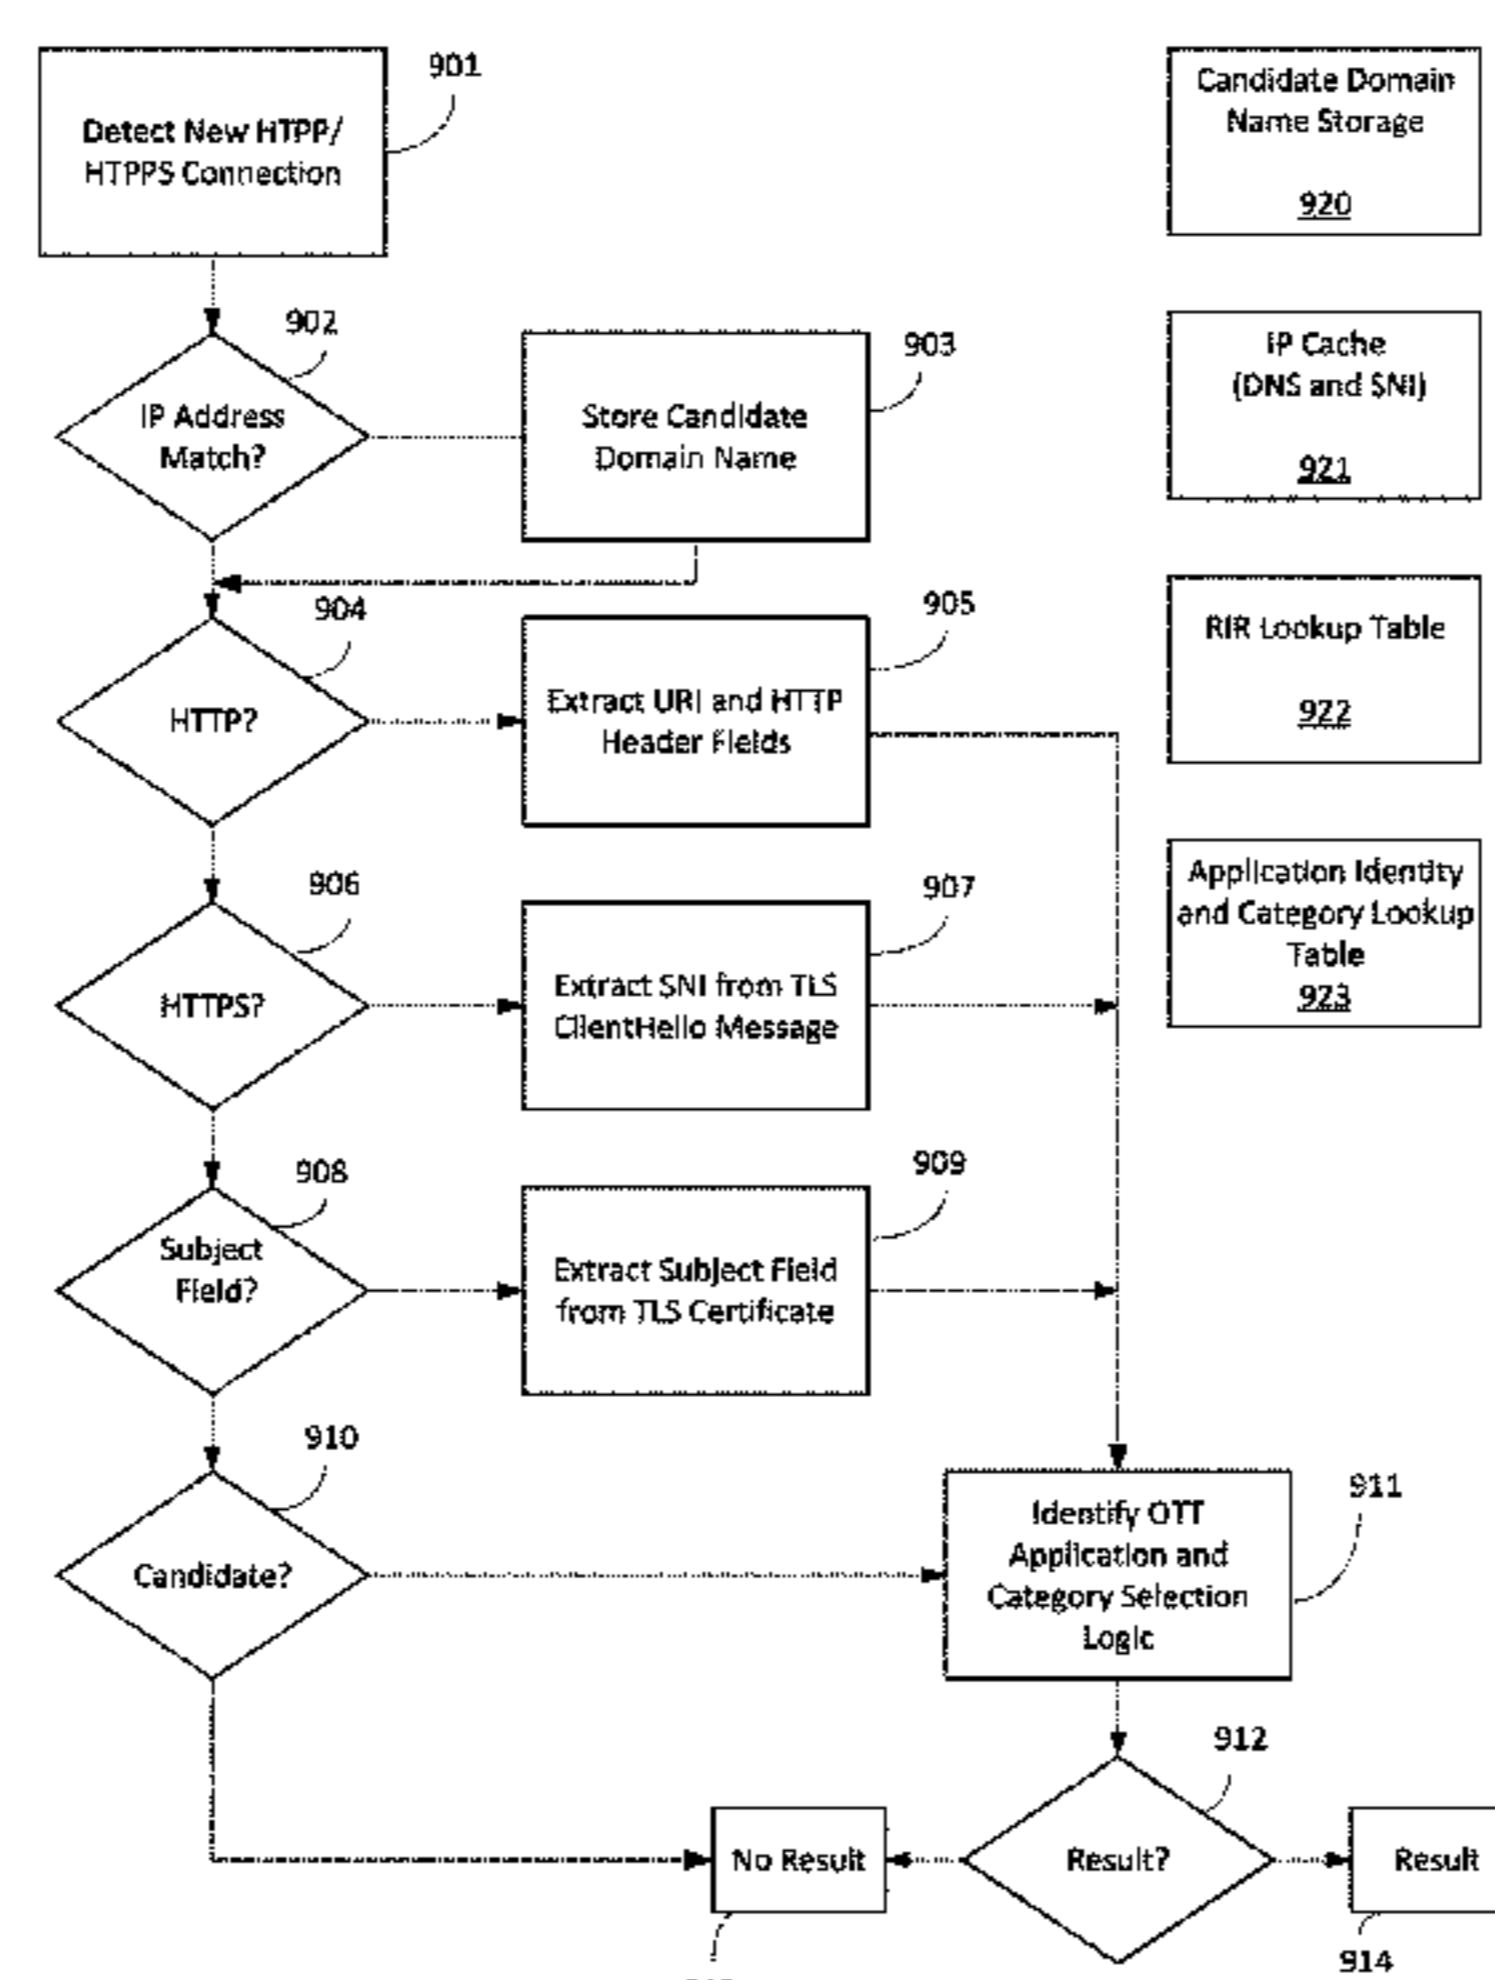 901
Detect New HTPP/
HTPPS Connection
Candidate Domain
Name Storage
920
902
IP Address
Match?
903
Store Candidate
Domain Name
IP Cache
(DNS and SNI)
921
904
HTTP?
905
Extract URI and HTTP
Header Fields
RIR Lookup Table
922
906
HTTPS?
907
Extract SNI from TLS
ClientHello Message
Application Identity
and Category Lookup
Table
923
908
Subject
Field?
909
Extract Subject Field
from TLS Certificate
910
Candidate?
911
Identify OTT
Application and
Category Selection
Logic
912
No Result
Result?
Result
914